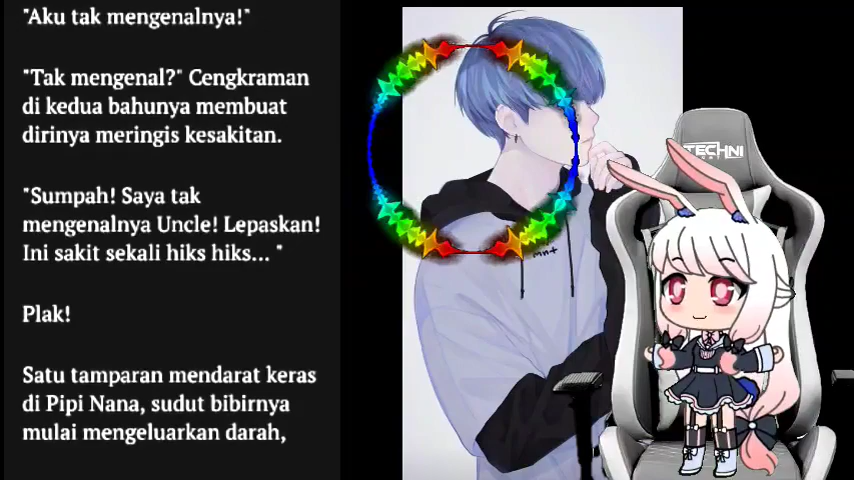 "Aku tak mengenalnya!"
"Tak mengenal?" Cengkraman
di kedua bahunya membuat
dirinya meringis kesakitan.
"Sumpah! Saya tak
mengenalnya Uncle! Lepaskan!
Ini sakit sekali hiks hiks... "
Plak!
Satu tamparan mendarat keras
di Pipi Nana, sudut bibirnya
mulai mengeluarkan darah,
TECHNI